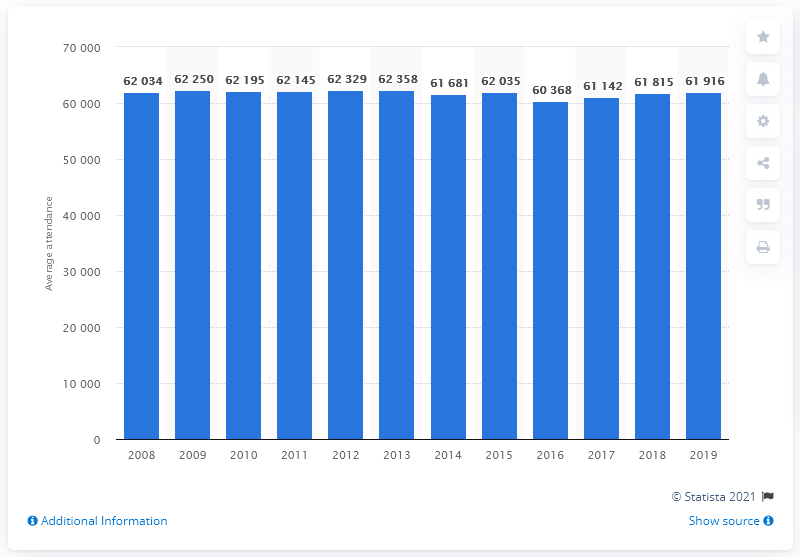 70 000
60 000
50 000
40 000
30 000
20 000
10 000
0
Average attendance
62 034 62 250 62 195 62 145 62 329 62 358 61 681 62 035 60 368 61 142 61 815 61 916
2008 2009 2010 2011 2012 2013 2014 2015 2016 2017 2018 2019
© Statista 2021
Additional Information Show source